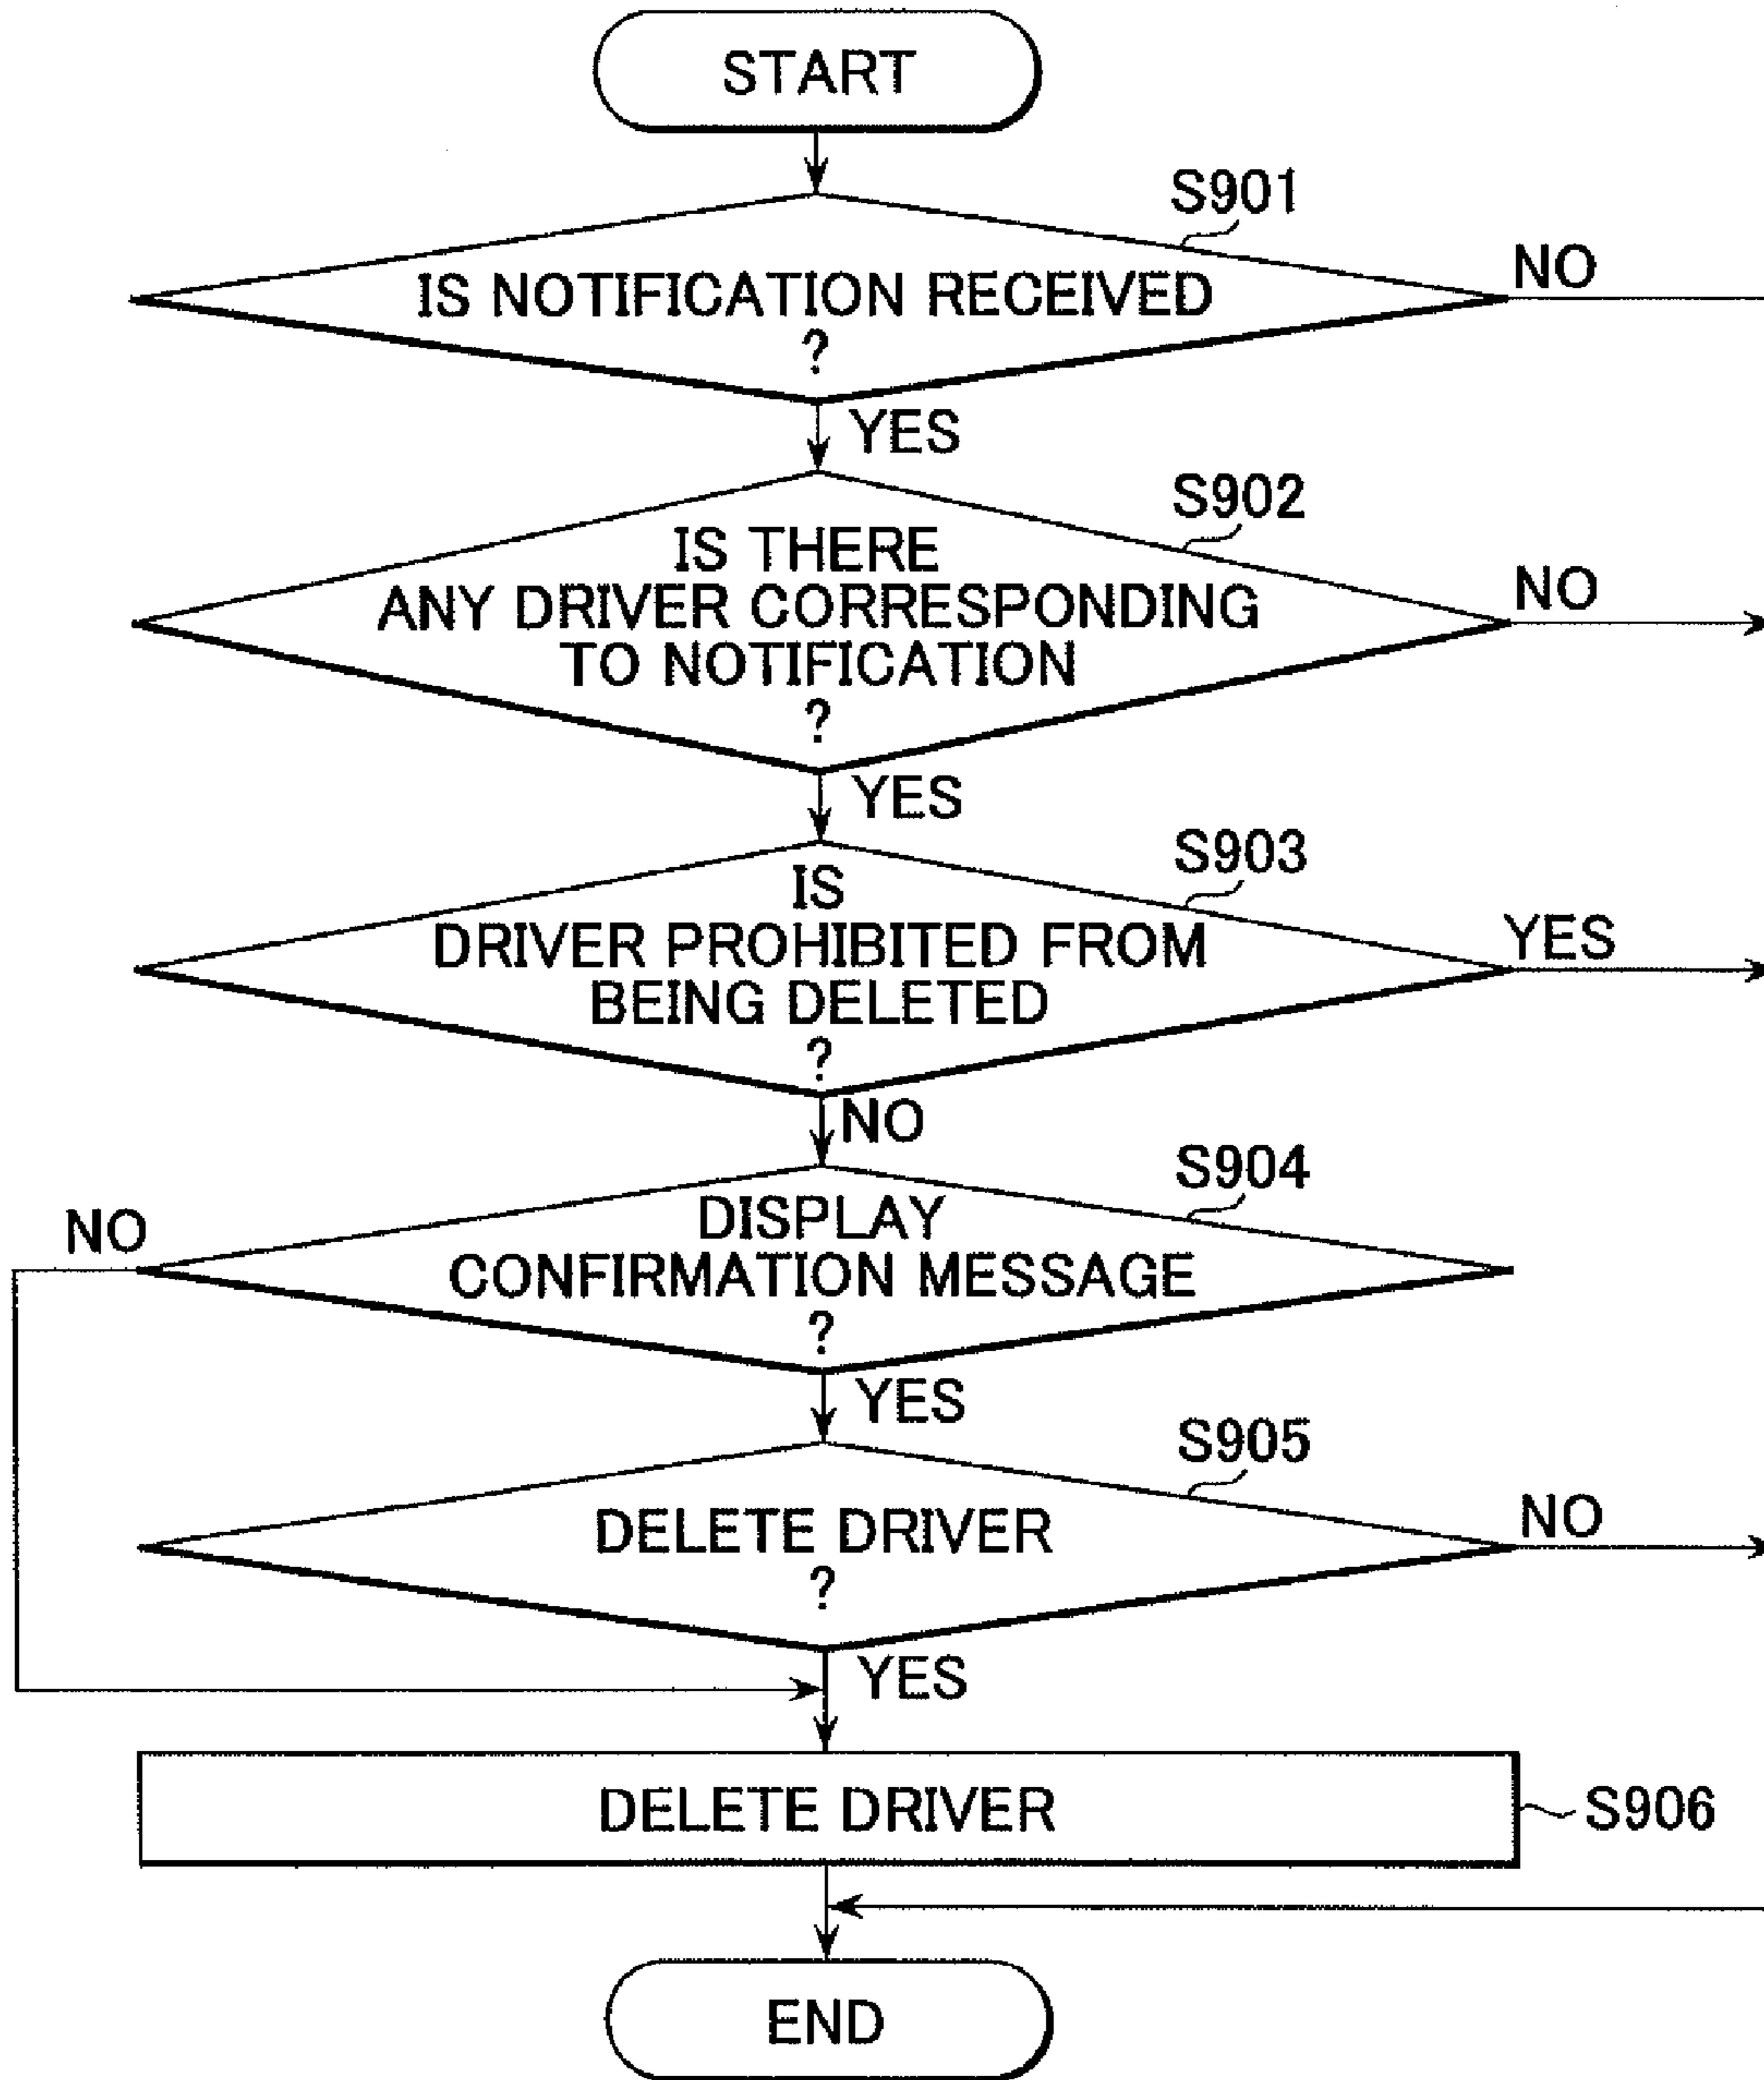 START
S901
IS NOTIFICATION RECEIVED
?
NO
YES
S902
IS THERE
ANY DRIVER CORRESPONDING
TO NOTIFICATION
?
NO
YES
S903
IS
DRIVER PROHIBITED FROM
BEING DELETED
?
YES
NO
S904
DISPLAY
CONFIRMATION MESSAGE
?
NO
YES
S905
DELETE DRIVER
?
NO
YES
DELETE DRIVER
S906
END